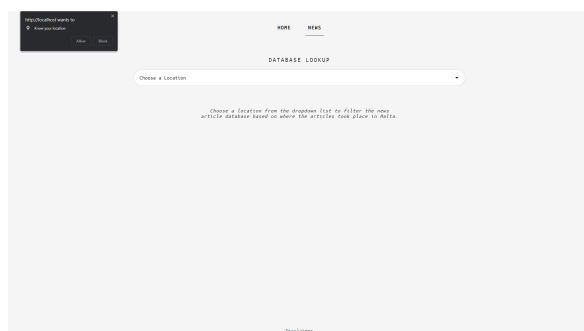 http://localhost wants to
Know your location
Allow Block
HOME NEWS
DATABASE LOOKUP
Choose a Location
Choose a location from the dropdown list to filter the news
article database based on where the articles took place in Malta.
Disclaimer